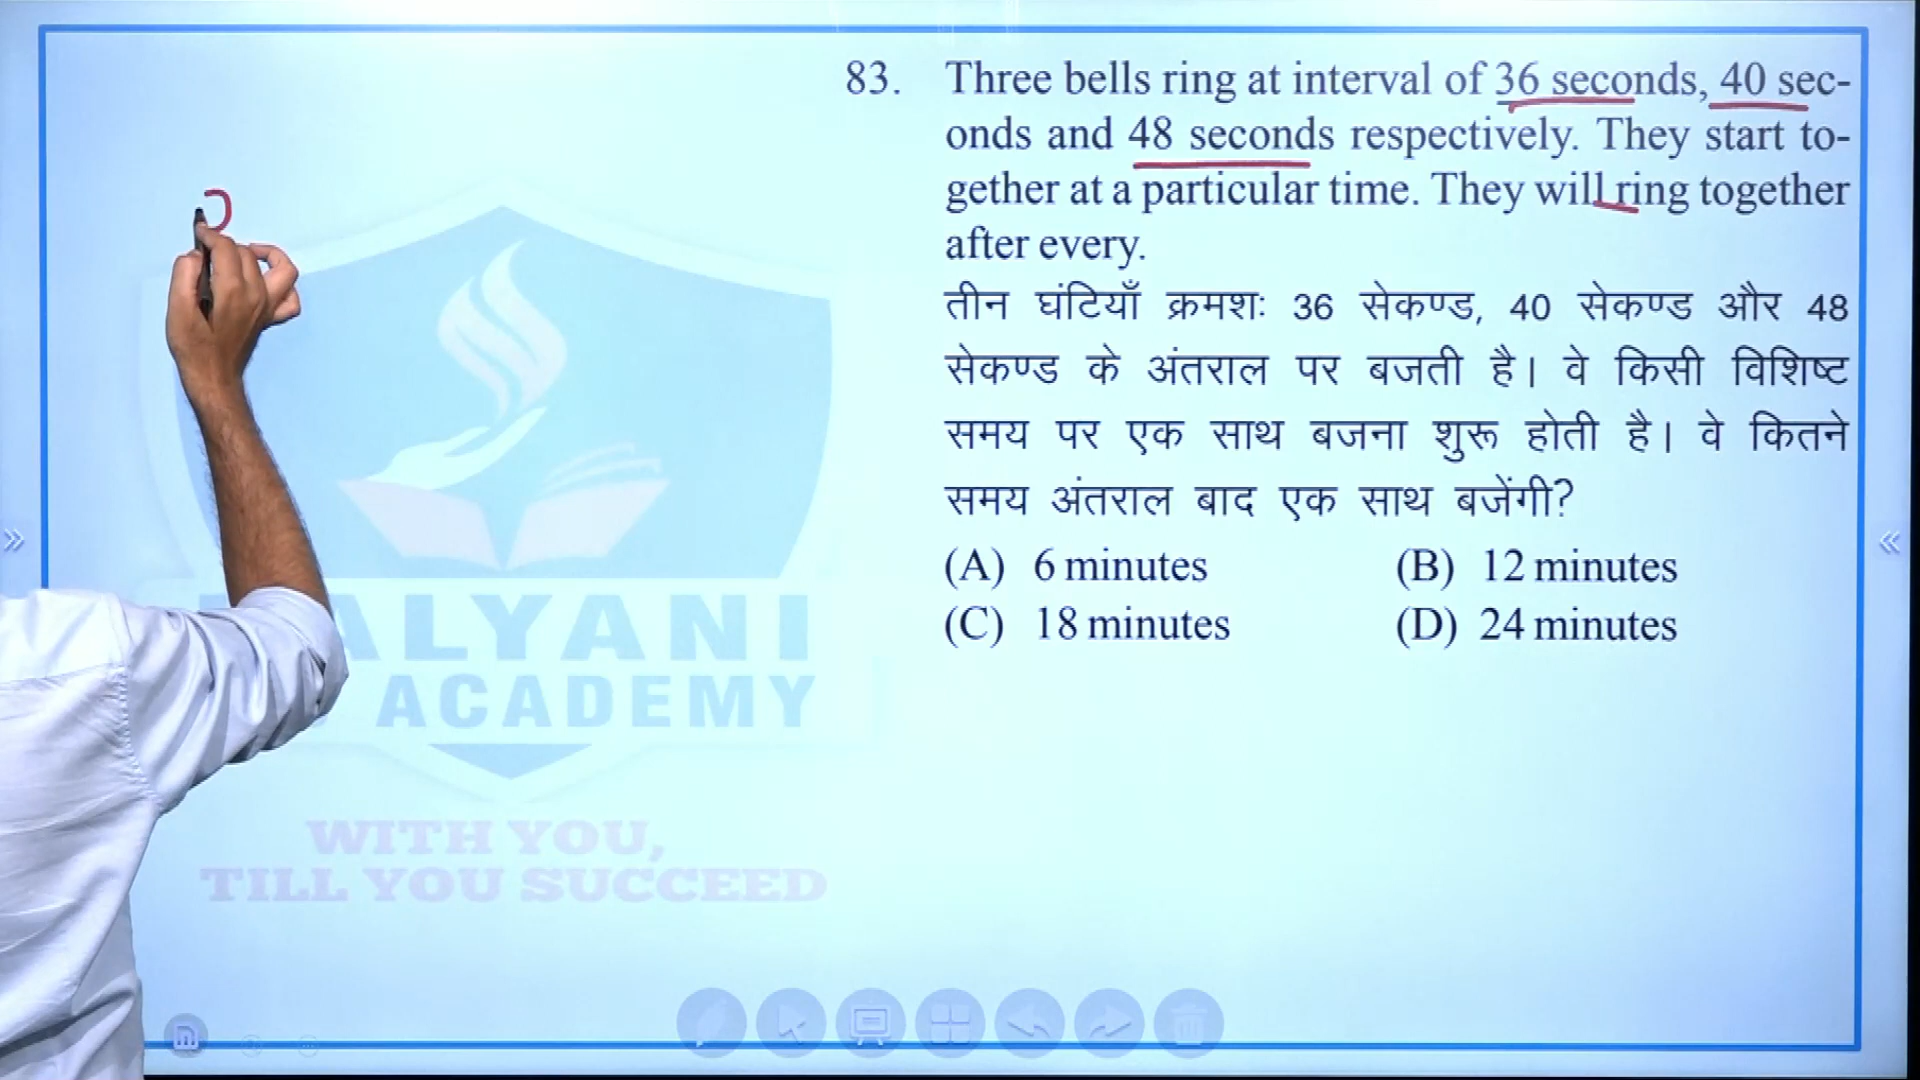 83. Three bells ring at interval of 36 seconds, 40 sec-
onds and 48 seconds respectively. They start to-
gether at a particular time. They will ring together
after every.
तीन घंटियाँ क्रमशः 36 सेकण्ड, 40 सेकण्ड और 48
सेकण्ड के अंतराल पर बजती है। वे किसी विशिष्ट
समय पर एक साथ बजना शुरू होती है। वे कितने
समय अंतराल बाद एक साथ बजेंगी?
(A) 6 minutes (B) 12 minutes
(C) 18 minutes (D) 24 minutes
ALYANI
ACADEMY
WITH YOU,
TILL YOU SUCCEED